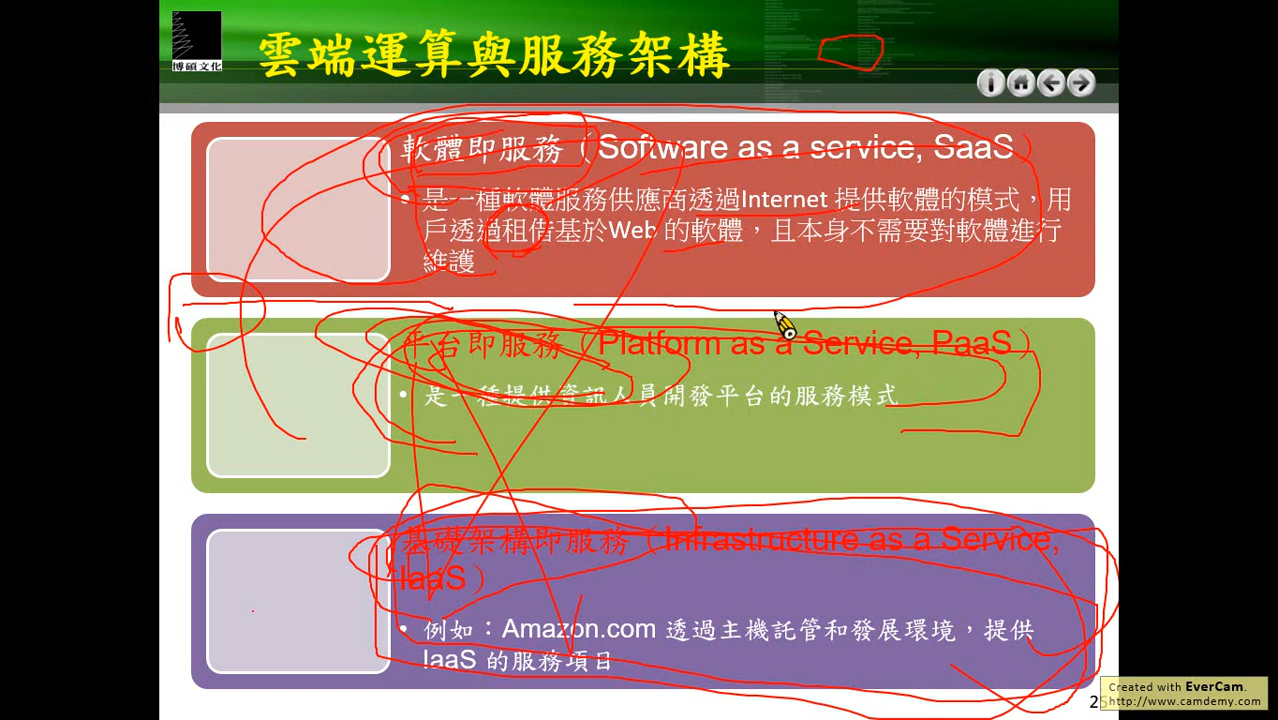 博碩文化
雲端運算與服務架構
軟體即服務（Software as a service, SaaS）
• 是一種軟體服務供應商透過Internet 提供軟體的模式，用
戶透過租借基於Web 的軟體，且本身不需要對軟體進行
維護
平台即服務（Platform as a Service, PaaS）
• 是一種提供資訊人員開發平台的服務模式
基礎架構即服務（Infrastructure as a Service,
IaaS）
• 例如：Amazon.com 透過主機託管和發展環境，提供
IaaS 的服務項目
Created with EverCam.
http://www.camdemy.com